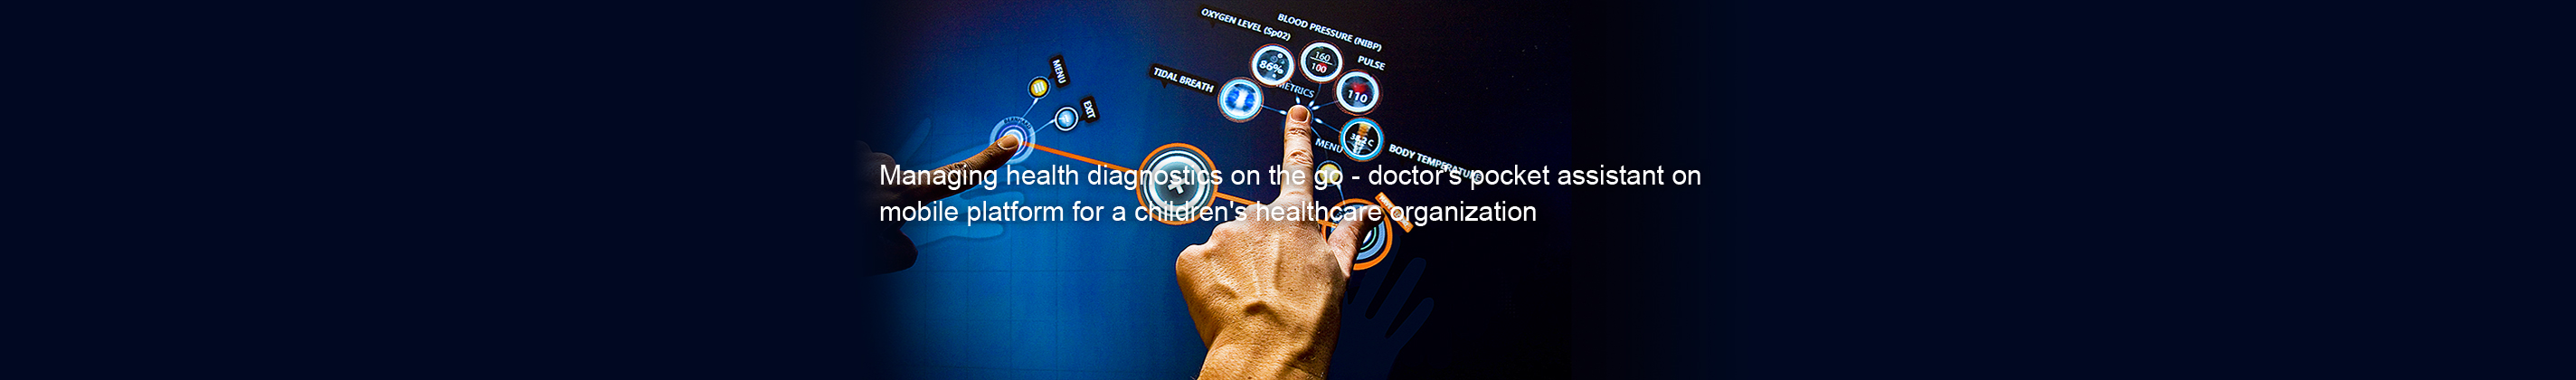 OXYGEN LEVEL (SpO2)
BLOOD PRESSURE (NIBP)
PULSE
TIDAL BREATH
86%
160
100
110
METRICS
MENU
EXIT
BODY TEMPERATURE
MENU
Managing health diagnostics on the go - doctor's pocket assistant on
mobile platform for a children's healthcare organization